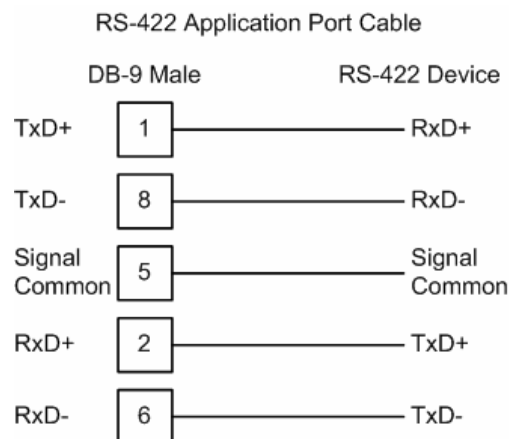 RS-422 Application Port Cable
DB-9 Male RS-422 Device
TxD+ 1 RxD+
TxD- 8 RxD-
Signal Common 5 Signal Common
RxD+ 2 TxD+
RxD- 6 TxD-